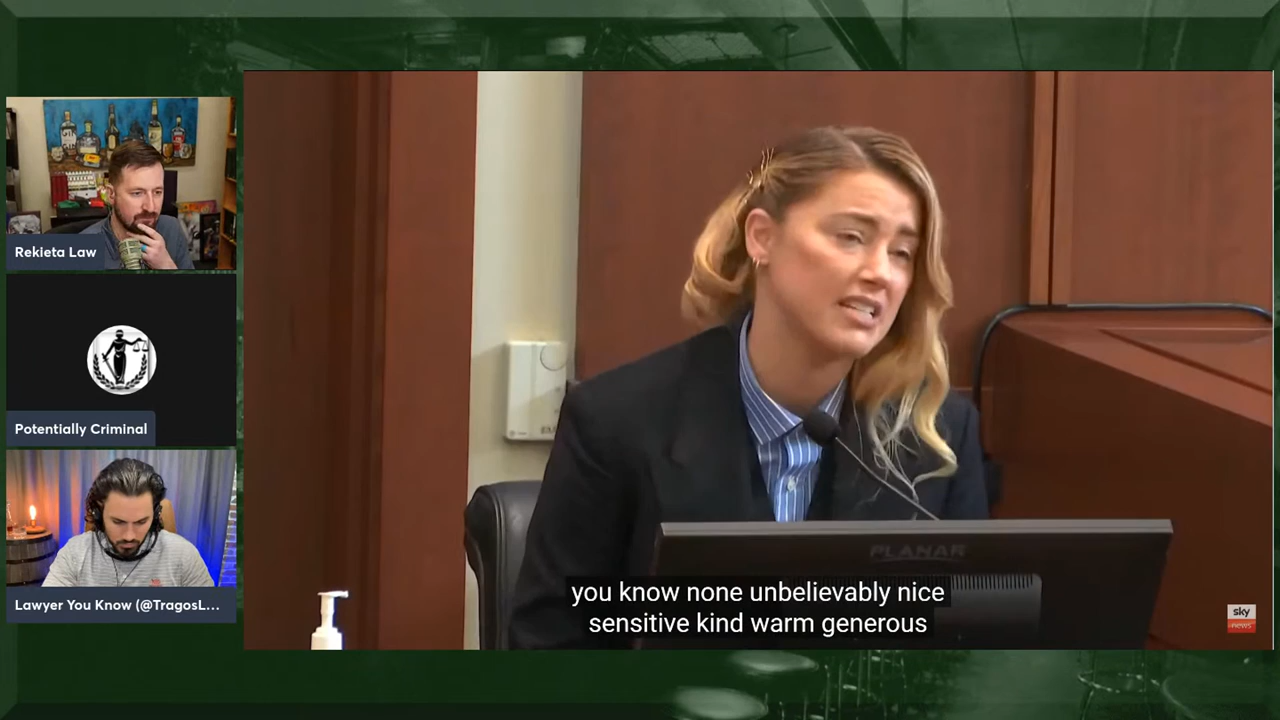 Rekieta Law
Potentially Criminal
Lawyer You Know (@TragosL...
PLANAR
you know none unbelievably nice
sensitive kind warm generous
sky
news